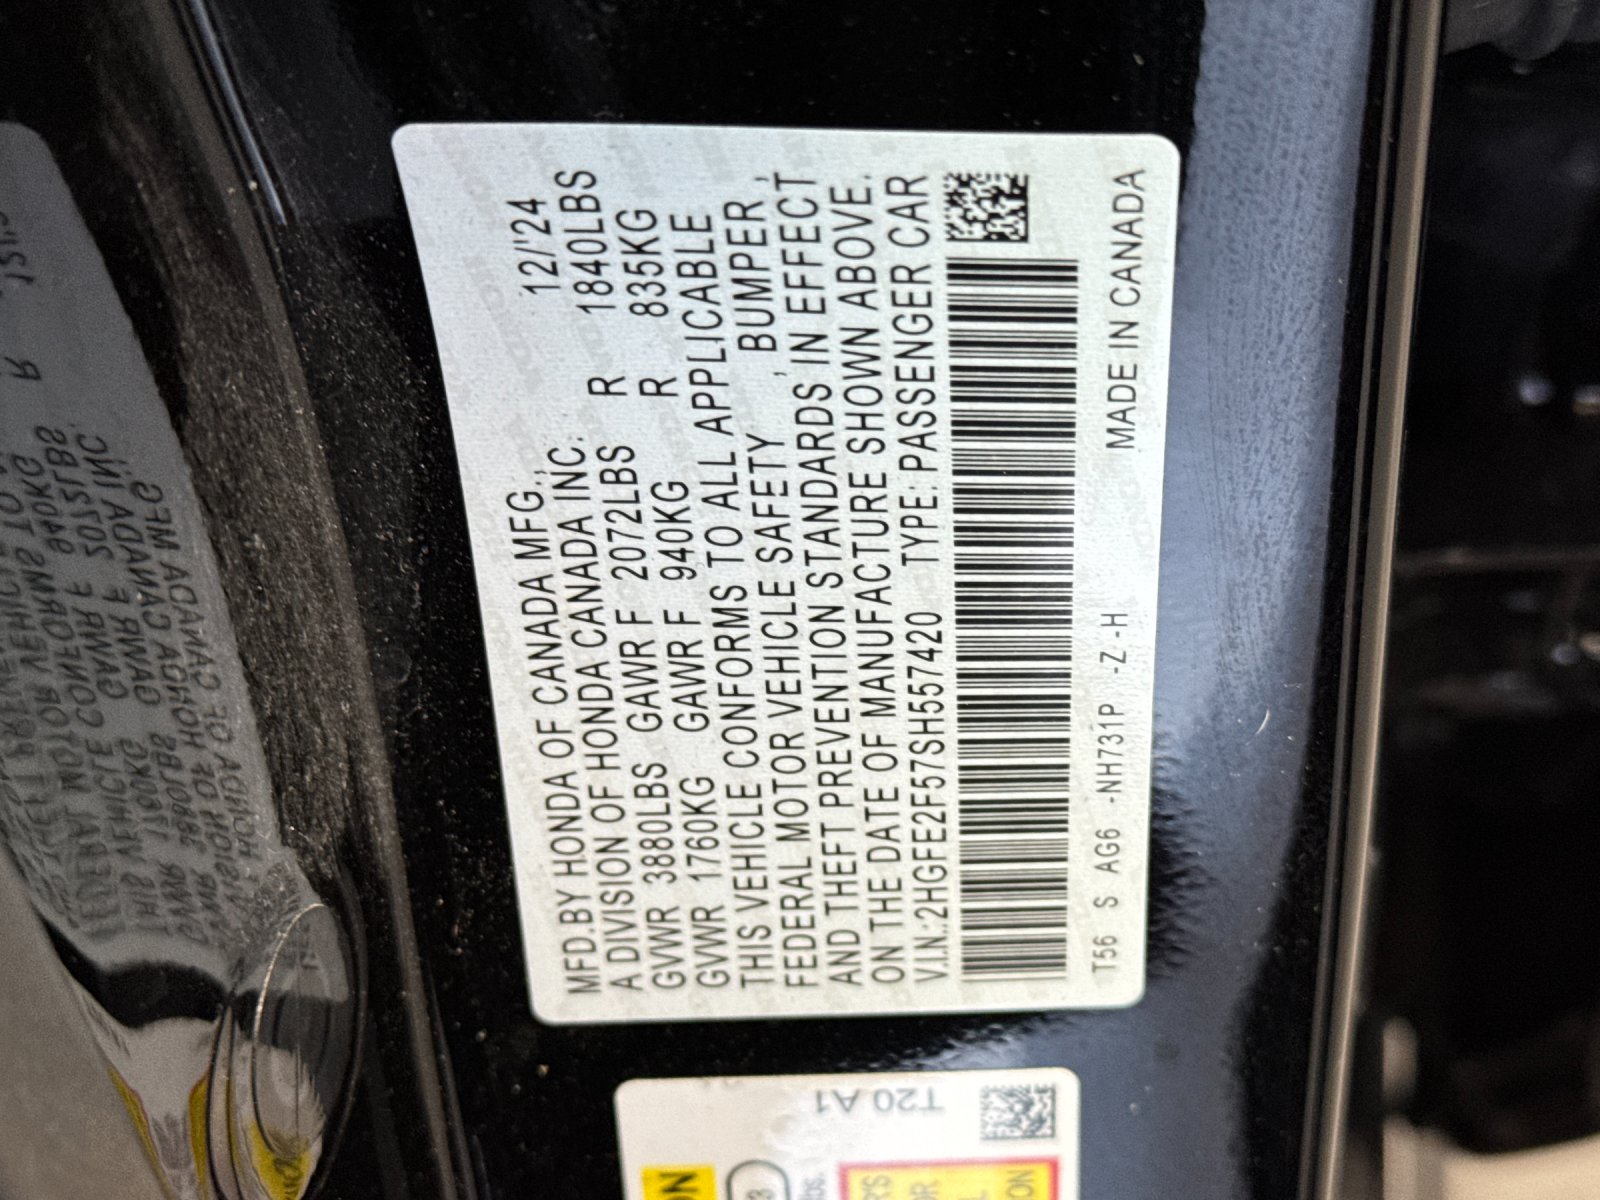 MFD.BY HONDA OF CANADA MFG., 12/'24
A DIVISION OF HONDA CANADA INC.
GVWR 3880LBS GAWR F 2072LBS R 1840LBS
GVWR 1760KG GAWR F 940KG R 835KG
THIS VEHICLE CONFORMS TO ALL APPLICABLE
FEDERAL MOTOR VEHICLE SAFETY , BUMPER ,
AND THEFT PREVENTION STANDARDS IN EFFECT
ON THE DATE OF MANUFACTURE SHOWN ABOVE.
V.I.N.:2HGFE2F57SH557420 TYPE: PASSENGER CAR
T56 S AG6 -NH731P -Z -H MADE IN CANADA
T20 A1